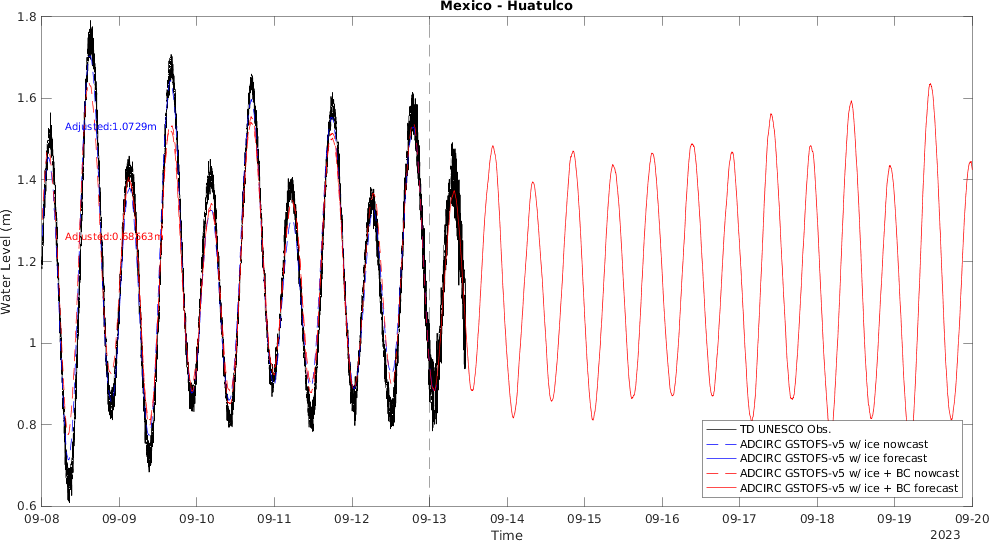 Mexico - Huatulco
1.8
1.6
1.4
1.2
1
0.8
0.6
Water Level (m)
Adjusted:1.0729m
Adjusted:0.68563m
TD UNESCO Obs.
ADCIRC GSTOFS-v5 w/ ice nowcast
ADCIRC GSTOFS-v5 w/ ice forecast
ADCIRC GSTOFS-v5 w/ ice + BC nowcast
ADCIRC GSTOFS-v5 w/ ice + BC forecast
09-08 09-09 09-10 09-11 09-12 09-13 09-14 09-15 09-16 09-17 09-18 09-19 09-20
Time
2023